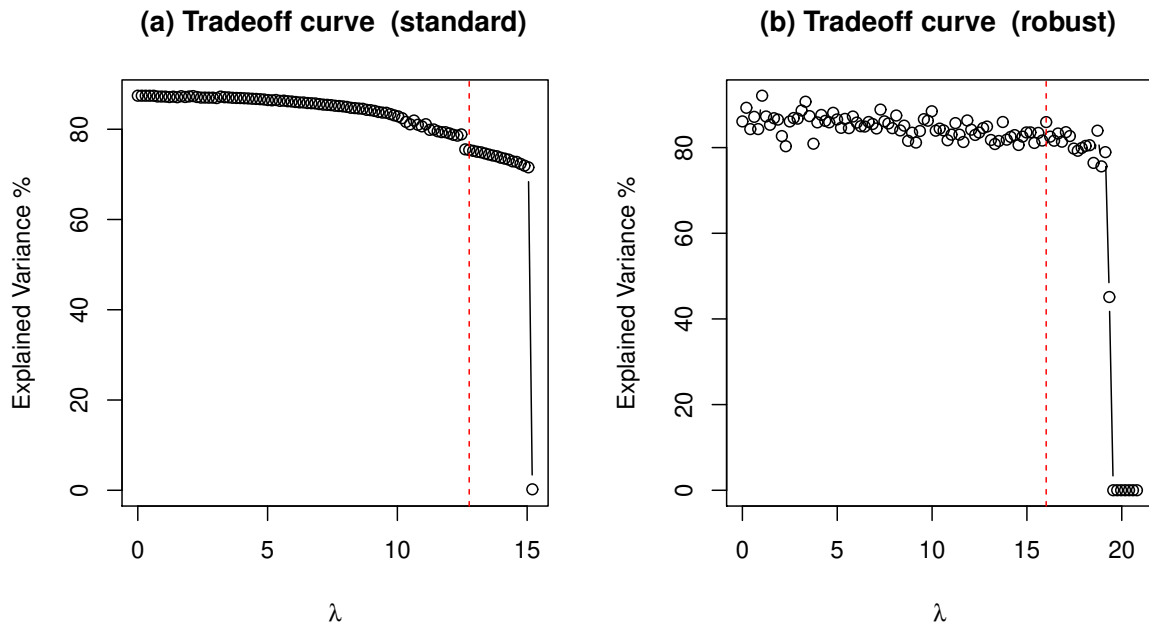 (a) Tradeoff curve (standard)
Explained Variance %
80
60
40
20
0
0 5 10 15
λ
(b) Tradeoff curve (robust)
Explained Variance %
80
60
40
20
0
0 5 10 15 20
λ